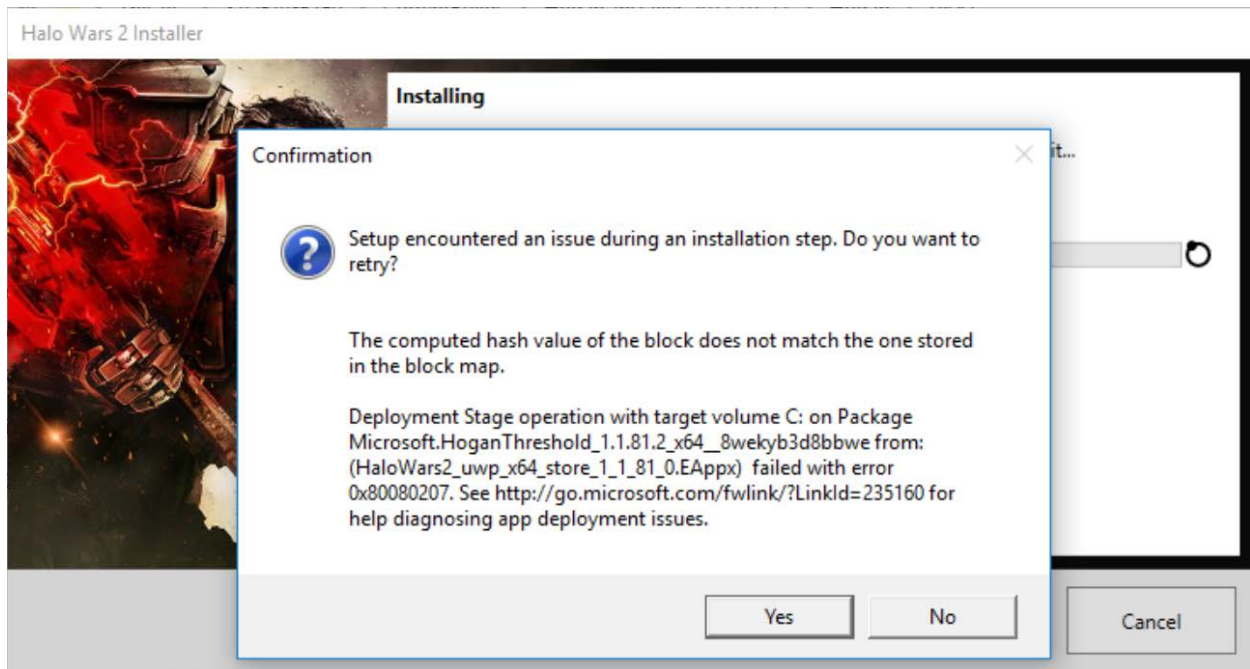 Halo Wars 2 Installer
Installing
it...
Confirmation
Setup encountered an issue during an installation step. Do you want to
retry?
The computed hash value of the block does not match the one stored
in the block map.
Deployment Stage operation with target volume C: on Package
Microsoft.HoganThreshold_1.1.81.2_x64__8wekyb3d8bbwe from:
(HaloWars2_uwp_x64_store_1_1_81_0.EAppx)  failed with error
0x80080207. See http://go.microsoft.com/fwlink/?LinkId=235160 for
help diagnosing app deployment issues.
Yes
No
Cancel